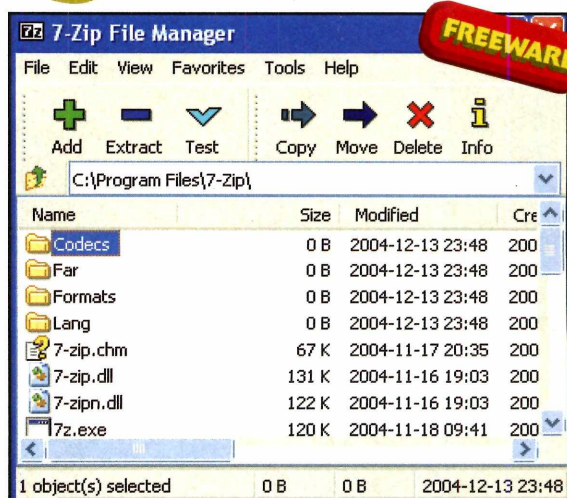 7z 7-Zip File Manager
FREEWARE
File Edit View Favorites Tools Help
Add Extract Test Copy Move Delete Info
C:\Program Files\7-Zip\
Name Size Modified Cre
Codecs 0 B 2004-12-13 23:48 200
Far 0 B 2004-12-13 23:48 200
Formats 0 B 2004-12-13 23:48 200
Lang 0 B 2004-12-13 23:48 200
7-zip.chm 67 K 2004-11-17 20:35 200
7-zip.dll 131 K 2004-11-16 19:03 200
7-zipn.dll 122 K 2004-11-16 19:03 200
7z.exe 120 K 2004-11-18 09:41 200
1 object(s) selected 0 B 0 B 2004-12-13 23:48